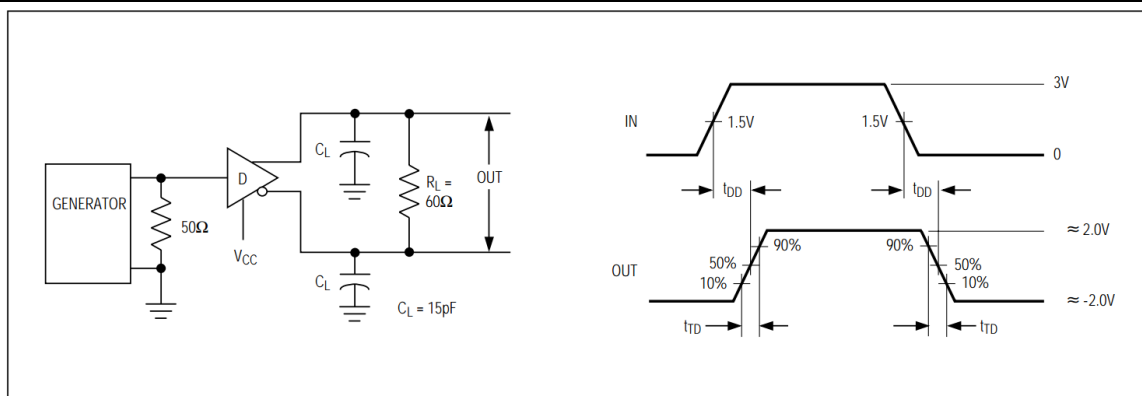 GENERATOR
50Ω
D
VCC
CL
CL
RL =
60Ω
OUT
CL = 15pF
IN
1.5V
1.5V
3V
0
tDD
tDD
OUT
90%
50%
10%
90%
50%
10%
≈ 2.0V
≈ -2.0V
tTD
tTD